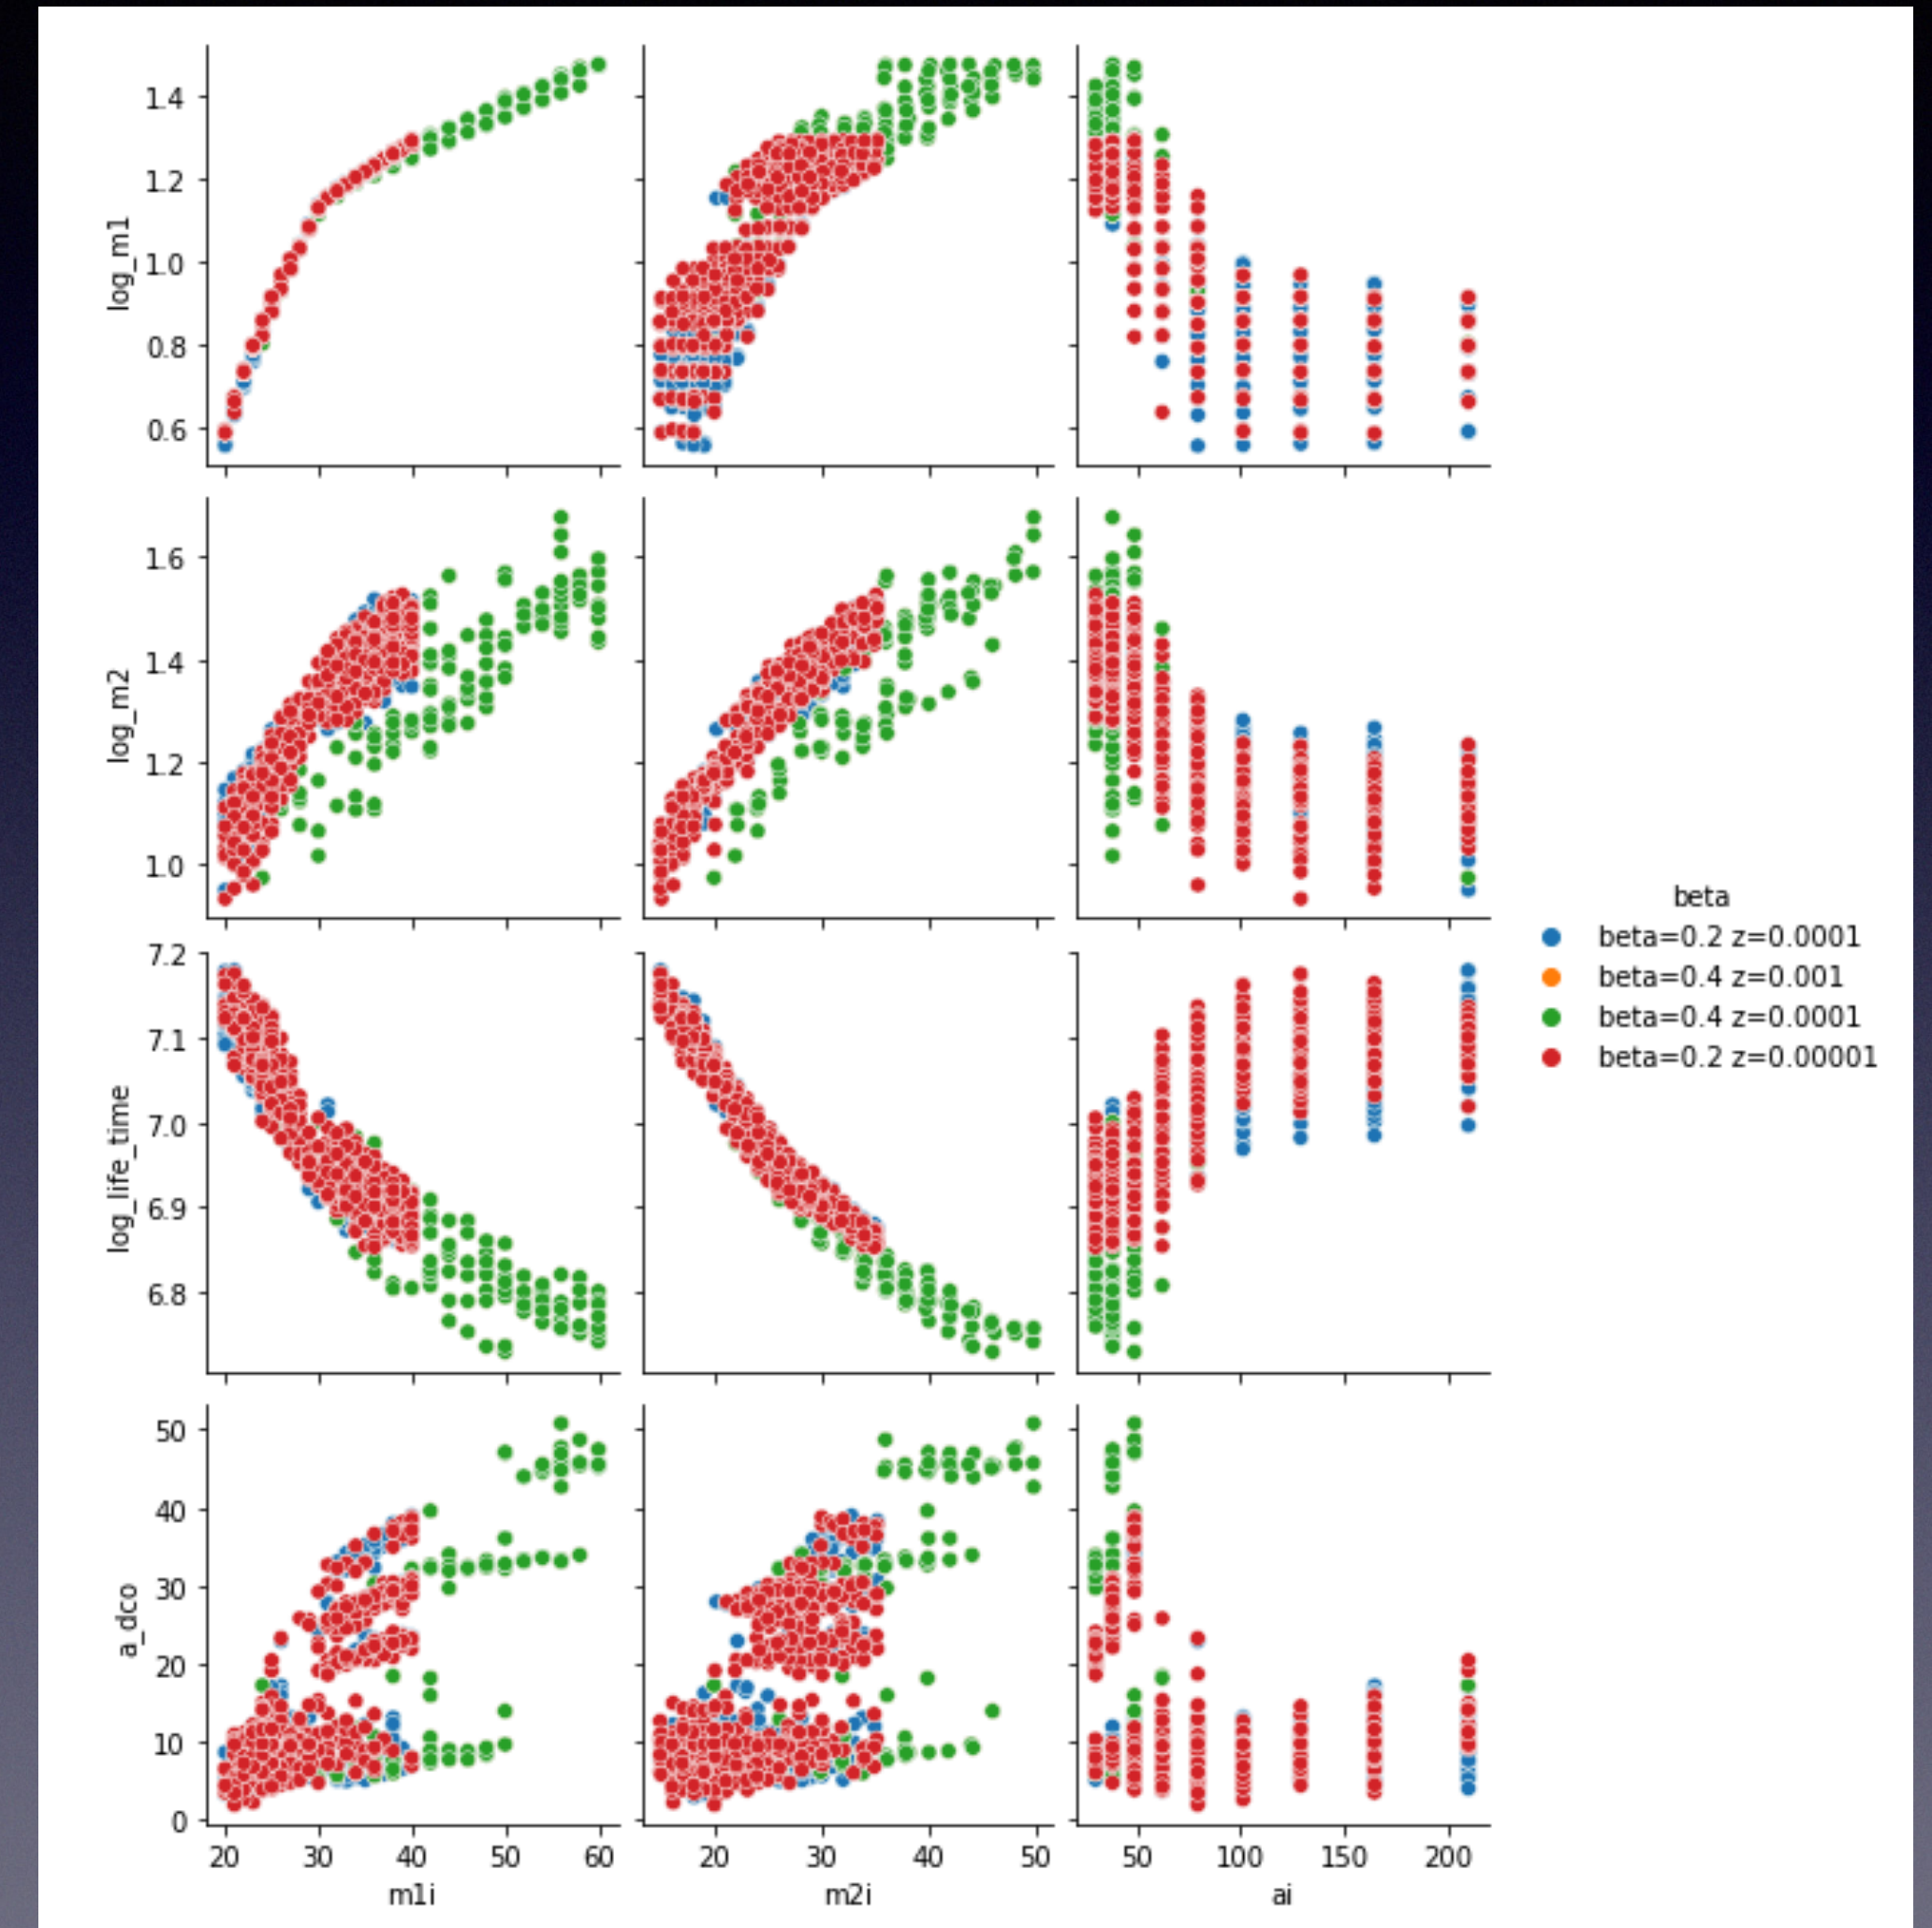 1.4
1.2
1.0
0.8
0.6
log_m1
1.6
1.4
1.2
1.0
log_m2
7.2
7.1
7.0
6.9
6.8
log_life_time
50
40
30
20
10
0
a_dco
20 30 40 50 60
m1i
20 30 40 50
m2i
50 100 150 200
ai
beta
beta=0.2 z=0.0001
beta=0.4 z=0.001
beta=0.4 z=0.0001
beta=0.2 z=0.00001